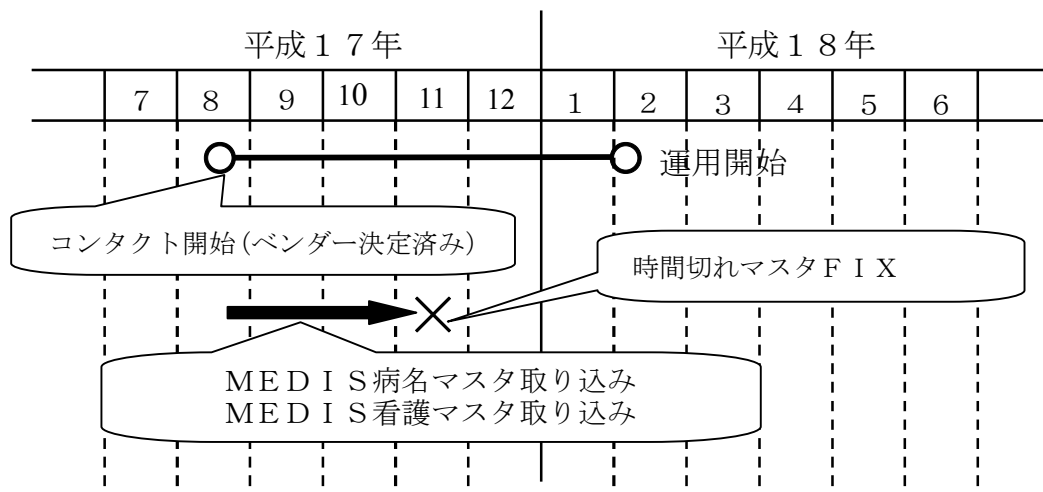 平成１７年 平成１８年
７ ８ ９ 10 11 12 １ ２ ３ ４ ５ ６
運用開始
コンタクト開始(ベンダー決定済み)
時間切れマスタＦＩＸ
ＭＥＤＩＳ病名マスタ取り込み
ＭＥＤＩＳ看護マスタ取り込み